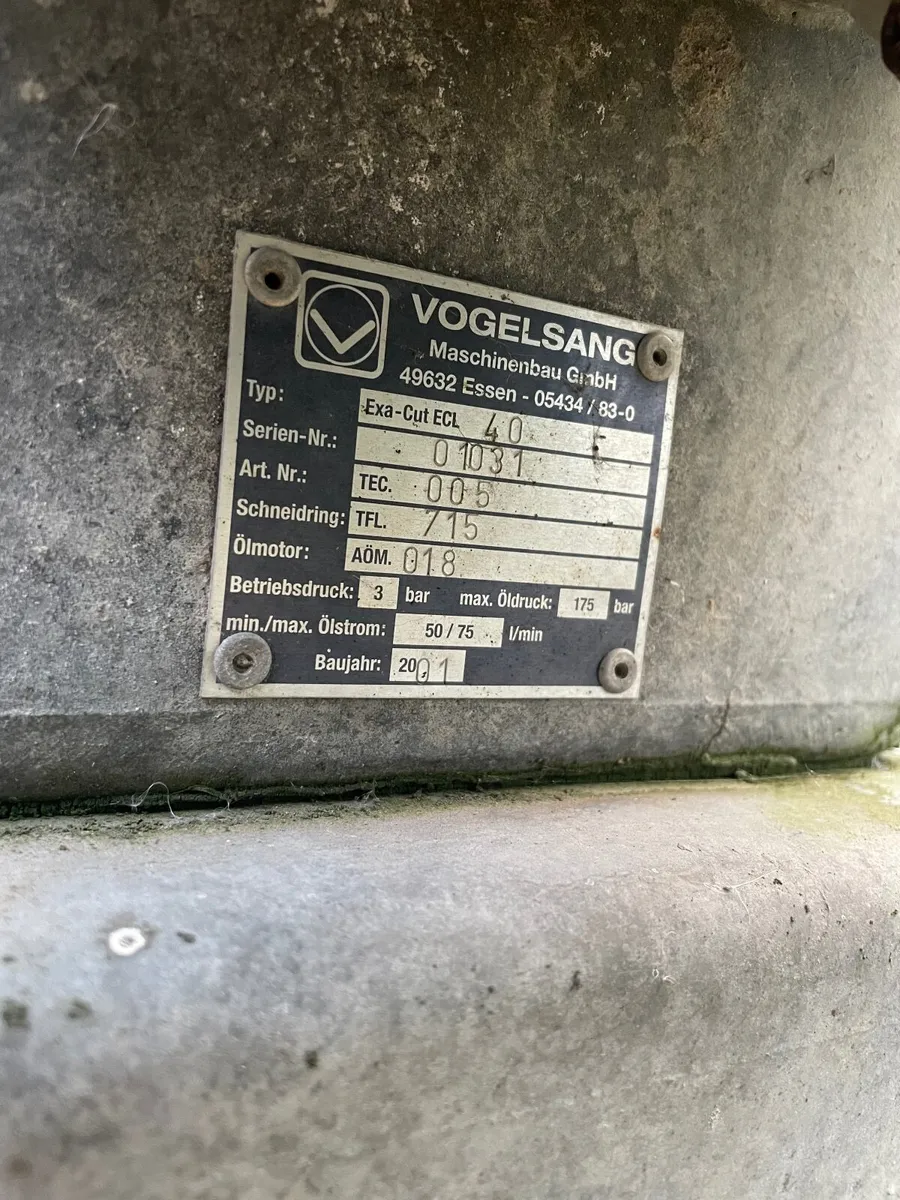 VOGELSANG
Maschinenbau GmbH
49632 Essen - 05434 / 83-0
Typ: Exa-Cut ECL 40
Serien-Nr.: 01031
Art. Nr.: TEC. 005
Schneidring: TFL. 715
Ölmotor: AÖM. 018
Betriebsdruck: 3 bar max. Öldruck: 175 bar
min./max. Ölstrom: 50 / 75 l/min
Baujahr: 2001